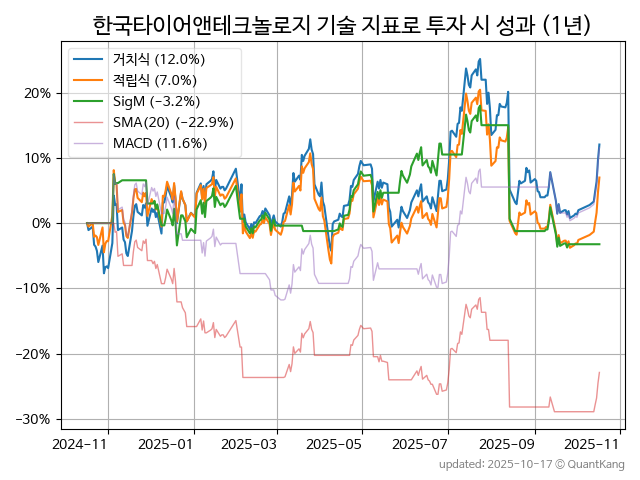 한국타이어앤테크놀로지 기술 지표로 투자 시 성과 (1년)
거치식 (12.0%)
적립식 (7.0%)
SigM (−3.2%)
SMA(20) (−22.9%)
MACD (11.6%)
20%
10%
0%
−10%
−20%
−30%
2024-11 2025-01 2025-03 2025-05 2025-07 2025-09 2025-11
updated: 2025-10-17 © QuantKang